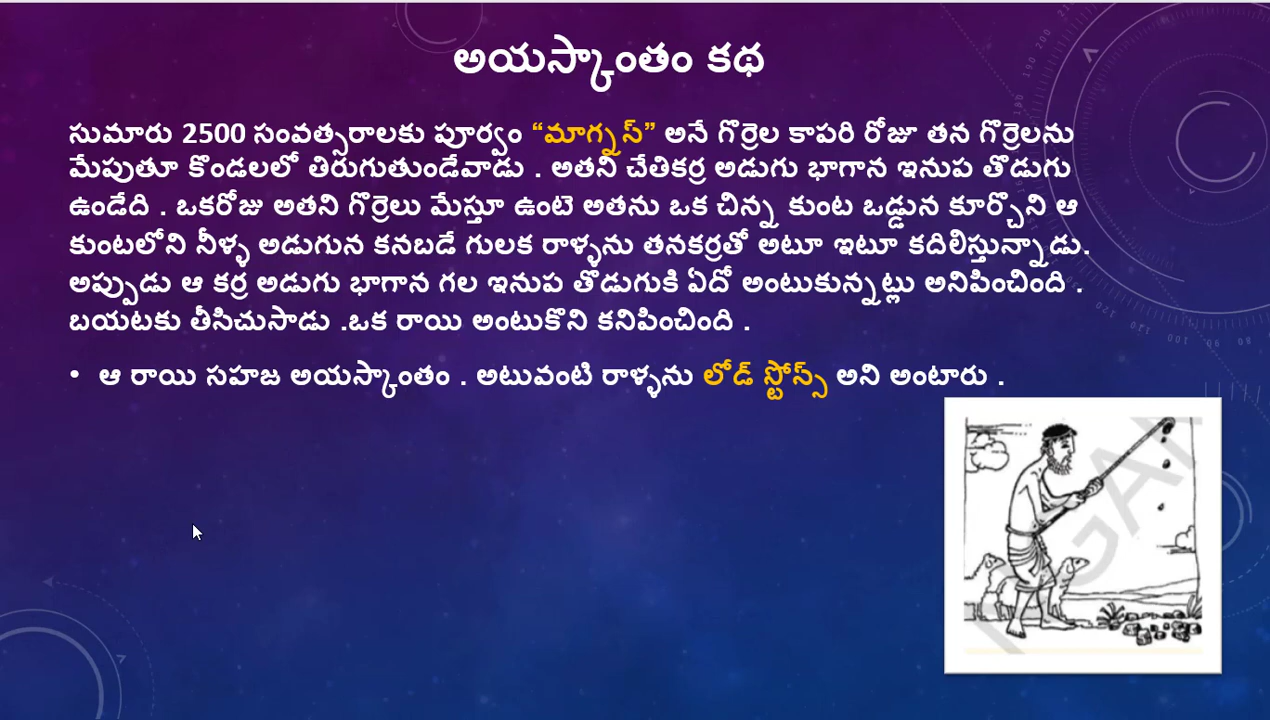 అయస్కాంతం కథ
సుమారు 2500 సంవత్సరాలకు పూర్వం “మాగ్నస్” అనే గొర్రెల కాపరి రోజూ తన గొర్రెలను
మేపుతూ కొండలలో తిరుగుతుండేవాడు . అతని చేతికర్ర అడుగు భాగాన ఇనుప తొడుగు
ఉండేది . ఒకరోజు అతని గొర్రెలు మేస్తూ ఉంటె అతను ఒక చిన్న కుంట ఒడ్డున కూర్చొని ఆ
కుంటలోని నీళ్ళ అడుగున కనబడే గులక రాళ్ళను తనకర్రతో అటూ ఇటూ కదిలిస్తున్నాడు.
అప్పుడు ఆ కర్ర అడుగు భాగాన గల ఇనుప తొడుగుకి ఏదో అంటుకున్నట్లు అనిపించింది .
బయటకు తీసిచుసాడు .ఒక రాయి అంటుకొని కనిపించింది .
• ఆ రాయి సహజ అయస్కాంతం . అటువంటి రాళ్ళను లోడ్ స్టోన్స్ అని అంటారు .